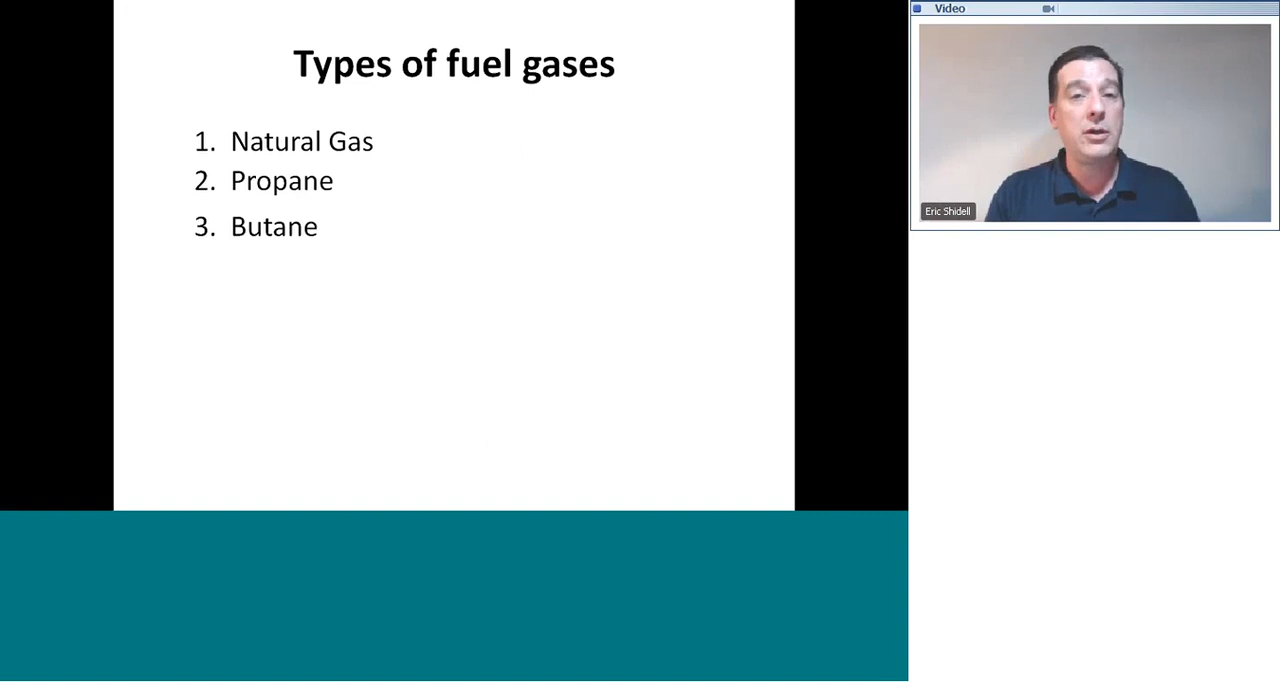 Types of fuel gases
1. Natural Gas
2. Propane
3. Butane
Video
Eric Shidell